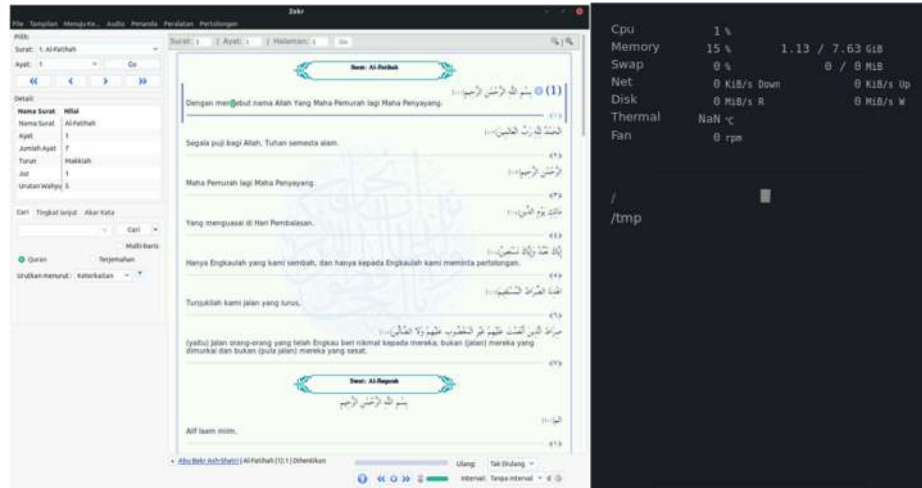 Zekr
File Tampilan Menuju Ke... Audio Penanda Peralatan Pertolongan
Pilih:
Surat: 1. Al-Fatihah
Ayat: 1 Go
Detail:
Nama Surat Nilai
Nama Surat Al-Fatihah
Ayat 1
Jumlah Ayat 7
Turun Makkiah
Juz 1
Urutan Wahyu 5
Cari Tingkat lanjut Akar Kata
Cari
Multi-baris
Quran Terjemahan
Urutkan menurut: Keterkaitan
Surat: 1 | Ayat: 1 | Halaman: 1 Go
Surat: Al-Fatihah
(1) بِسْمِ اللَّهِ الرَّحْمَٰنِ الرَّحِيمِ
Dengan menyebut nama Allah Yang Maha Pemurah lagi Maha Penyayang.
﴿١﴾
الْحَمْدُ لِلَّهِ رَبِّ الْعَالَمِينَ
Segala puji bagi Allah, Tuhan semesta alam.
﴿٢﴾
الرَّحْمَٰنِ الرَّحِيمِ
Maha Pemurah lagi Maha Penyayang.
﴿٣﴾
مَالِكِ يَوْمِ الدِّينِ
Yang menguasai di Hari Pembalasan.
﴿٤﴾
إِيَّاكَ نَعْبُدُ وَإِيَّاكَ نَسْتَعِينُ
Hanya Engkaulah yang kami sembah, dan hanya kepada Engkaulah kami meminta pertolongan.
﴿٥﴾
اهْدِنَا الصِّرَاطَ الْمُسْتَقِيمَ
Tunjukilah kami jalan yang lurus,
﴿٦﴾
صِرَاطَ الَّذِينَ أَنْعَمْتَ عَلَيْهِمْ غَيْرِ الْمَغْضُوبِ عَلَيْهِمْ وَلَا الضَّالِّينَ
(yaitu) Jalan orang-orang yang telah Engkau beri nikmat kepada mereka; bukan (jalan) mereka yang
dimurkai dan bukan (pula jalan) mereka yang sesat.
﴿٧﴾
Surat: Al-Baqarah
بِسْمِ اللَّهِ الرَّحْمَٰنِ الرَّحِيمِ
الم
Alif laam miim.
﴿١﴾
Abu Bakr Ash-Shatri | Al-Fatihah (1):1 | Dihentikan
Ulang: Tak Diulang
Interval: Tanpa interval
Cpu 1 %
Memory 15 % 1.13 / 7.63 GiB
Swap 0 % 0 / 0 MiB
Net 0 KiB/s Down 0 KiB/s Up
Disk 0 MiB/s R 0 MiB/s W
Thermal NaN °C
Fan 0 rpm
/
/tmp